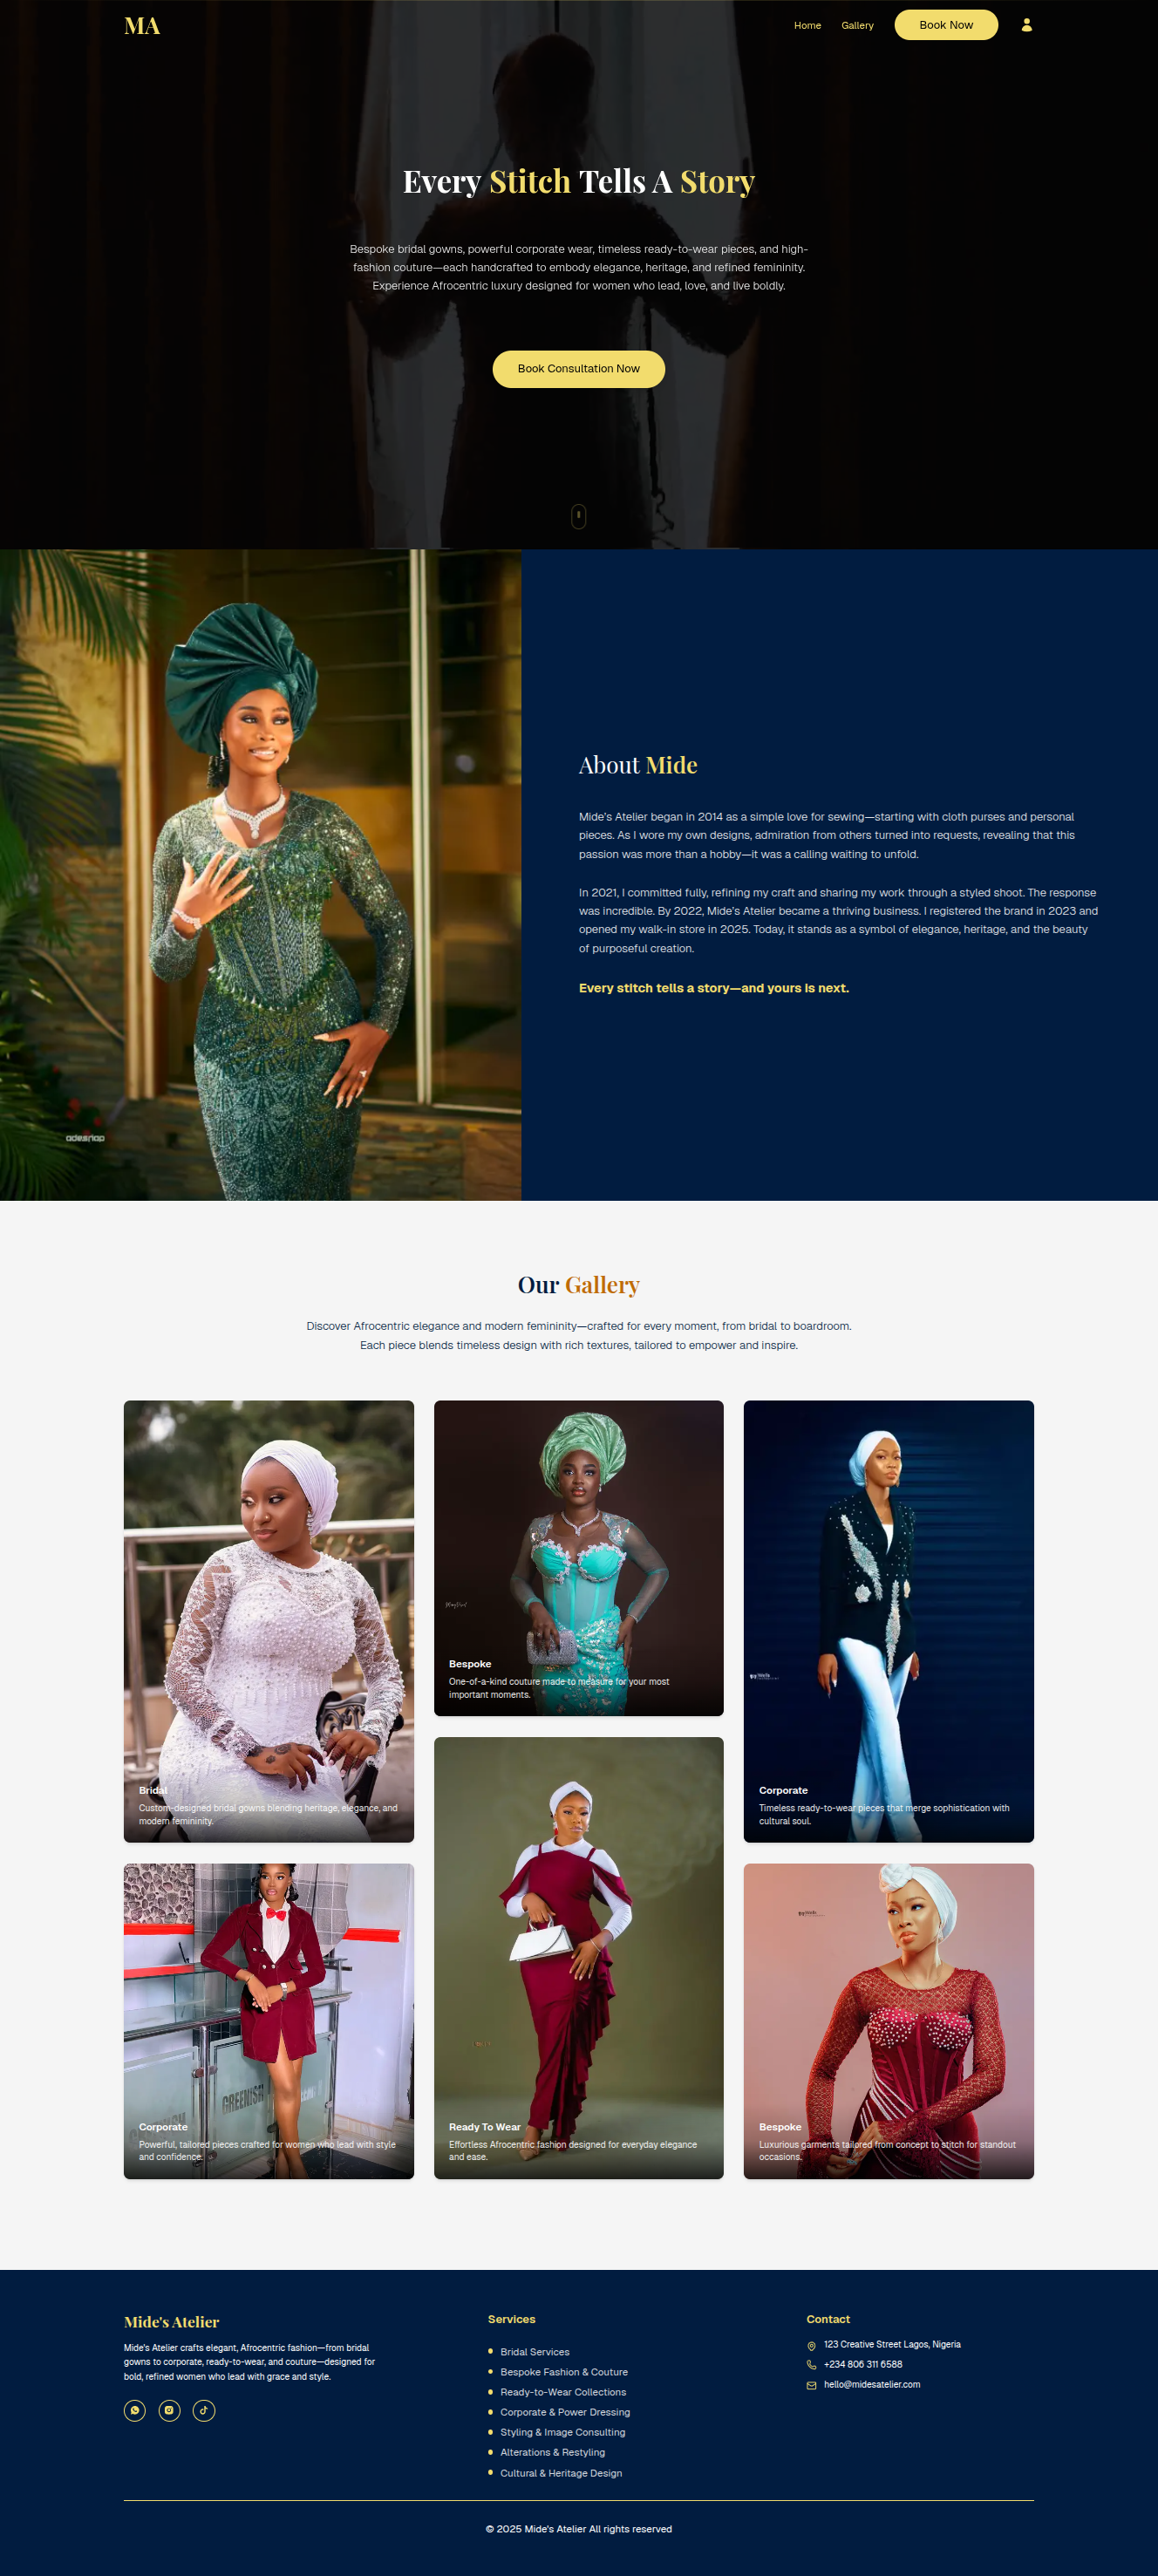 MA
Home
Gallery
Book Now
Every Stitch Tells A Story
Bespoke bridal gowns, powerful corporate wear, timeless ready-to-wear pieces, and high-
fashion couture—each handcrafted to embody elegance, heritage, and refined femininity.
Experience Afrocentric luxury designed for women who lead, love, and live boldly.
Book Consultation Now
adesnap
About Mide
Mide's Atelier began in 2014 as a simple love for sewing—starting with cloth purses and personal
pieces. As I wore my own designs, admiration from others turned into requests, revealing that this
passion was more than a hobby—it was a calling waiting to unfold.
In 2021, I committed fully, refining my craft and sharing my work through a styled shoot. The response
was incredible. By 2022, Mide's Atelier became a thriving business. I registered the brand in 2023 and
opened my walk-in store in 2025. Today, it stands as a symbol of elegance, heritage, and the beauty
of purposeful creation.
Every stitch tells a story—and yours is next.
Our Gallery
Discover Afrocentric elegance and modern femininity—crafted for every moment, from bridal to boardroom.
Each piece blends timeless design with rich textures, tailored to empower and inspire.
Bridal
Custom-designed bridal gowns blending heritage, elegance, and
modern femininity.
Bespoke
One-of-a-kind couture made to measure for your most
important moments.
Corporate
Timeless ready-to-wear pieces that merge sophistication with
cultural soul.
GREENISH
Corporate
Powerful, tailored pieces crafted for women who lead with style
and confidence.
Ready To Wear
Effortless Afrocentric fashion designed for everyday elegance
and ease.
Bespoke
Luxurious garments tailored from concept to stitch for standout
occasions.
Mide's Atelier
Mide's Atelier crafts elegant, Afrocentric fashion—from bridal
gowns to corporate, ready-to-wear, and couture—designed for
bold, refined women who lead with grace and style.
Services
Bridal Services
Bespoke Fashion & Couture
Ready-to-Wear Collections
Corporate & Power Dressing
Styling & Image Consulting
Alterations & Restyling
Cultural & Heritage Design
Contact
123 Creative Street Lagos, Nigeria
+234 806 311 6588
hello@midesatelier.com
© 2025 Mide's Atelier All rights reserved